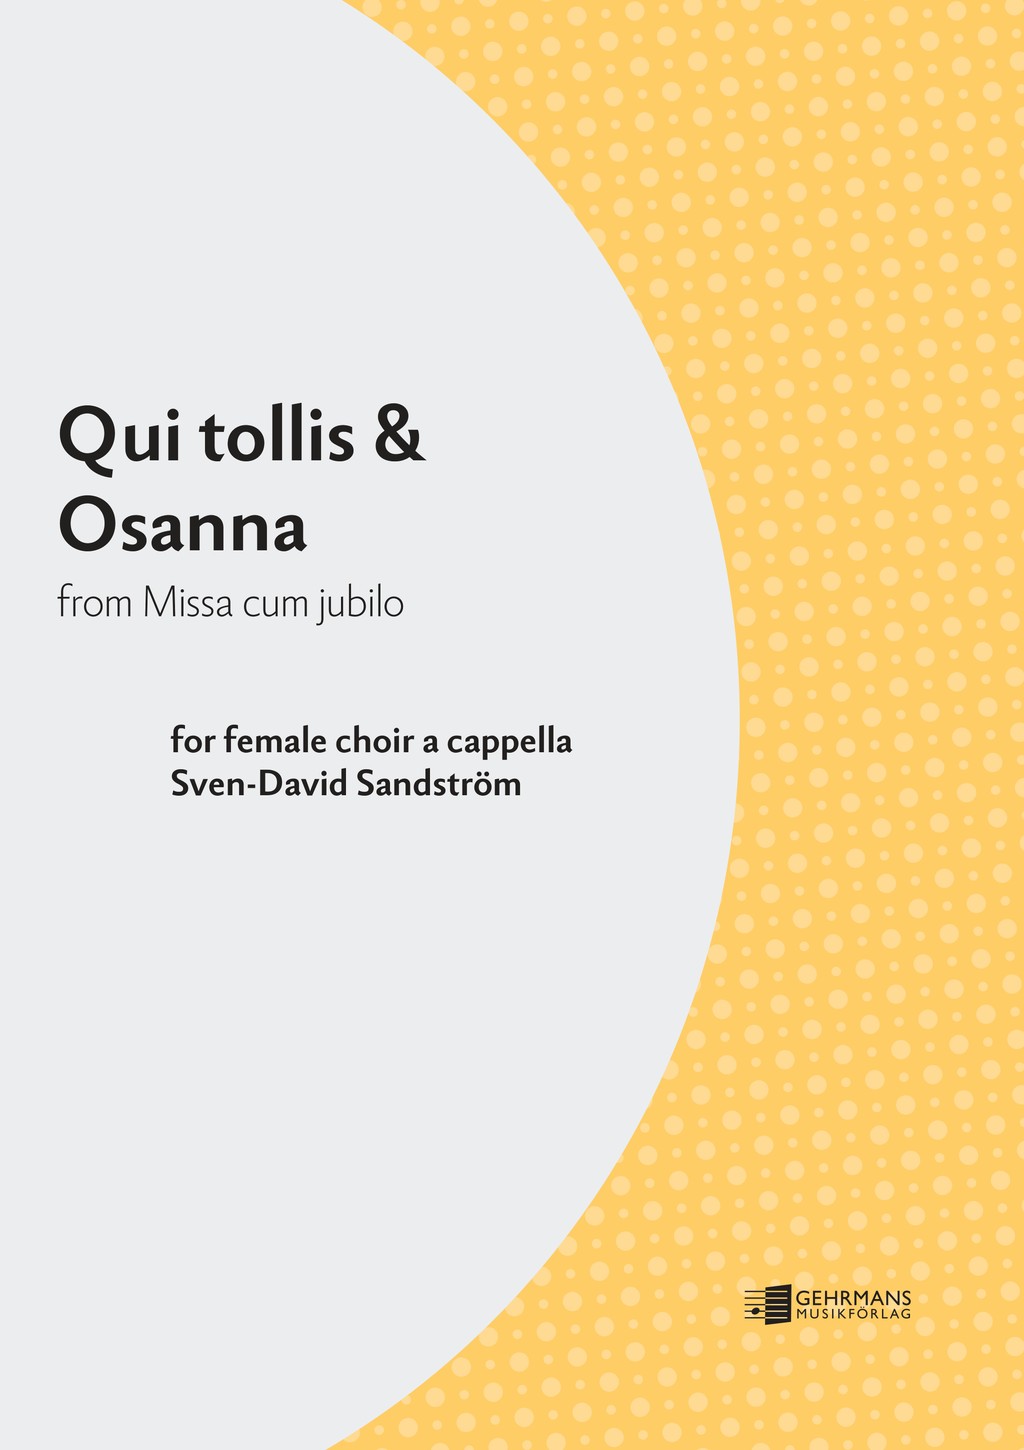 Qui tollis &
Osanna
from Missa cum jubilo
for female choir a cappella
Sven-David Sandström
GEHRMANS
MUSIKFÖRLAG